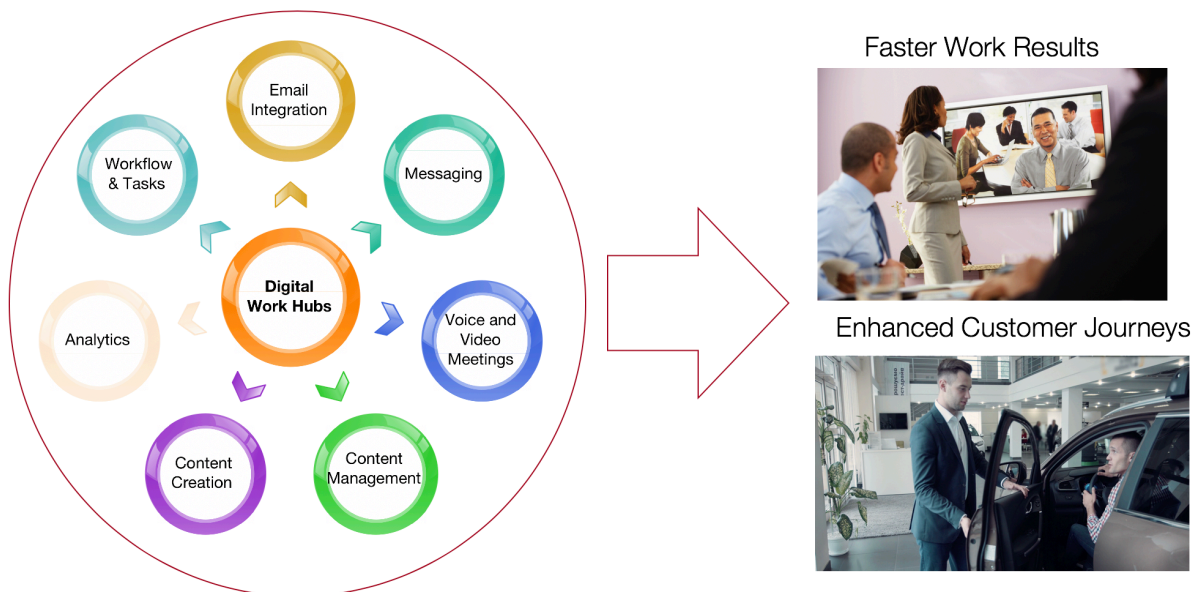 Email
Integration
Messaging
Voice and
Video
Meetings
Content
Management
Content
Creation
Analytics
Workflow
& Tasks
Digital
Work Hubs
Faster Work Results
Enhanced Customer Journeys